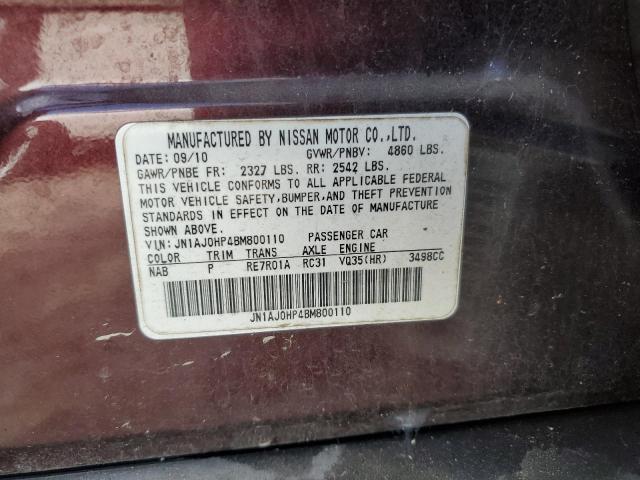 MANUFACTURED BY NISSAN MOTOR CO.,LTD.
DATE: 09/10 GVWR/PNBV: 4860 LBS.
GAWR/PNBE FR: 2327 LBS. RR: 2542 LBS.
THIS VEHICLE CONFORMS TO ALL APPLICABLE FEDERAL
MOTOR VEHICLE SAFETY,BUMPER,AND THEFT PREVENTION
STANDARDS IN EFFECT ON THE DATE OF MANUFACTURE
SHOWN ABOVE.
VIN: JN1AJ0HP4BM800110 PASSENGER CAR
COLOR TRIM TRANS AXLE ENGINE
NAB P RE7R01A RC31 VQ35(HR) 3498CC
JN1AJ0HP4BM800110